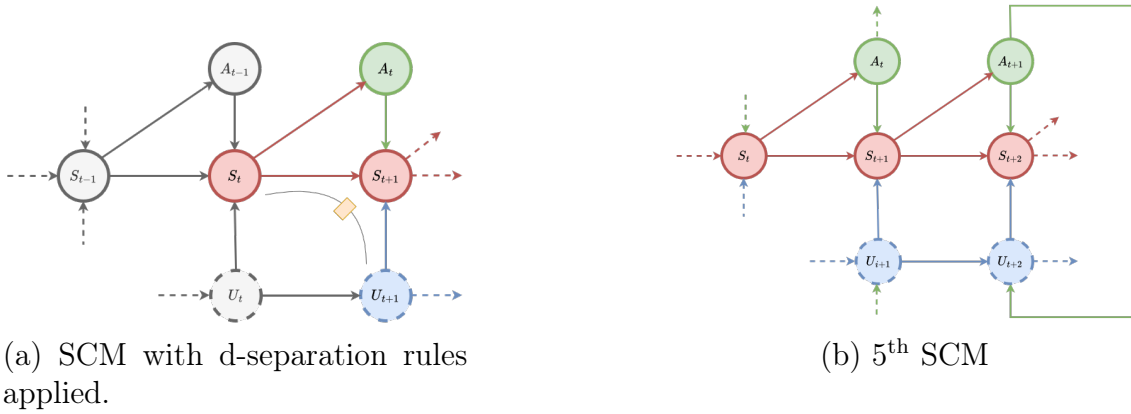 A_{t−1}
A_t
S_{t−1}
S_t
S_{t+1}
U_t
U_{t+1}
(a) SCM with d-separation rules
applied.
A_t
A_{t+1}
S_t
S_{t+1}
S_{t+2}
U_{i+1}
U_{t+2}
(b) 5th SCM